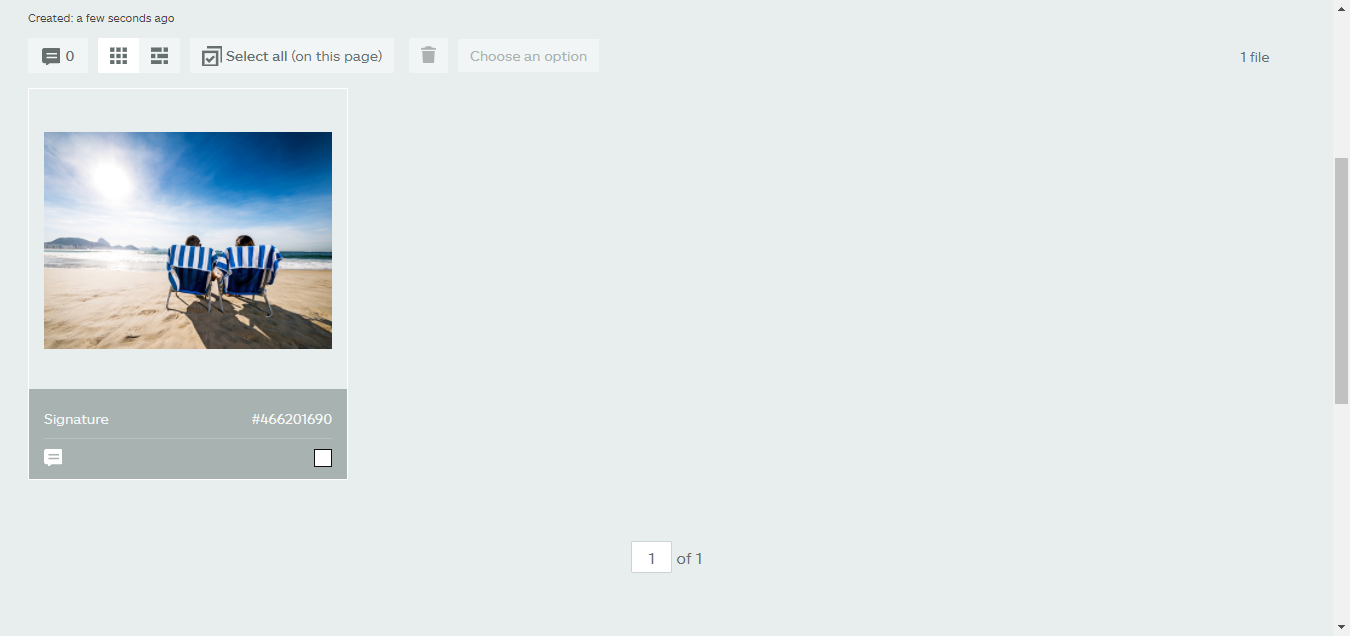 Created: a few seconds ago
0
Select all (on this page)
Choose an option
1 file
Signature
#466201690
1 of 1